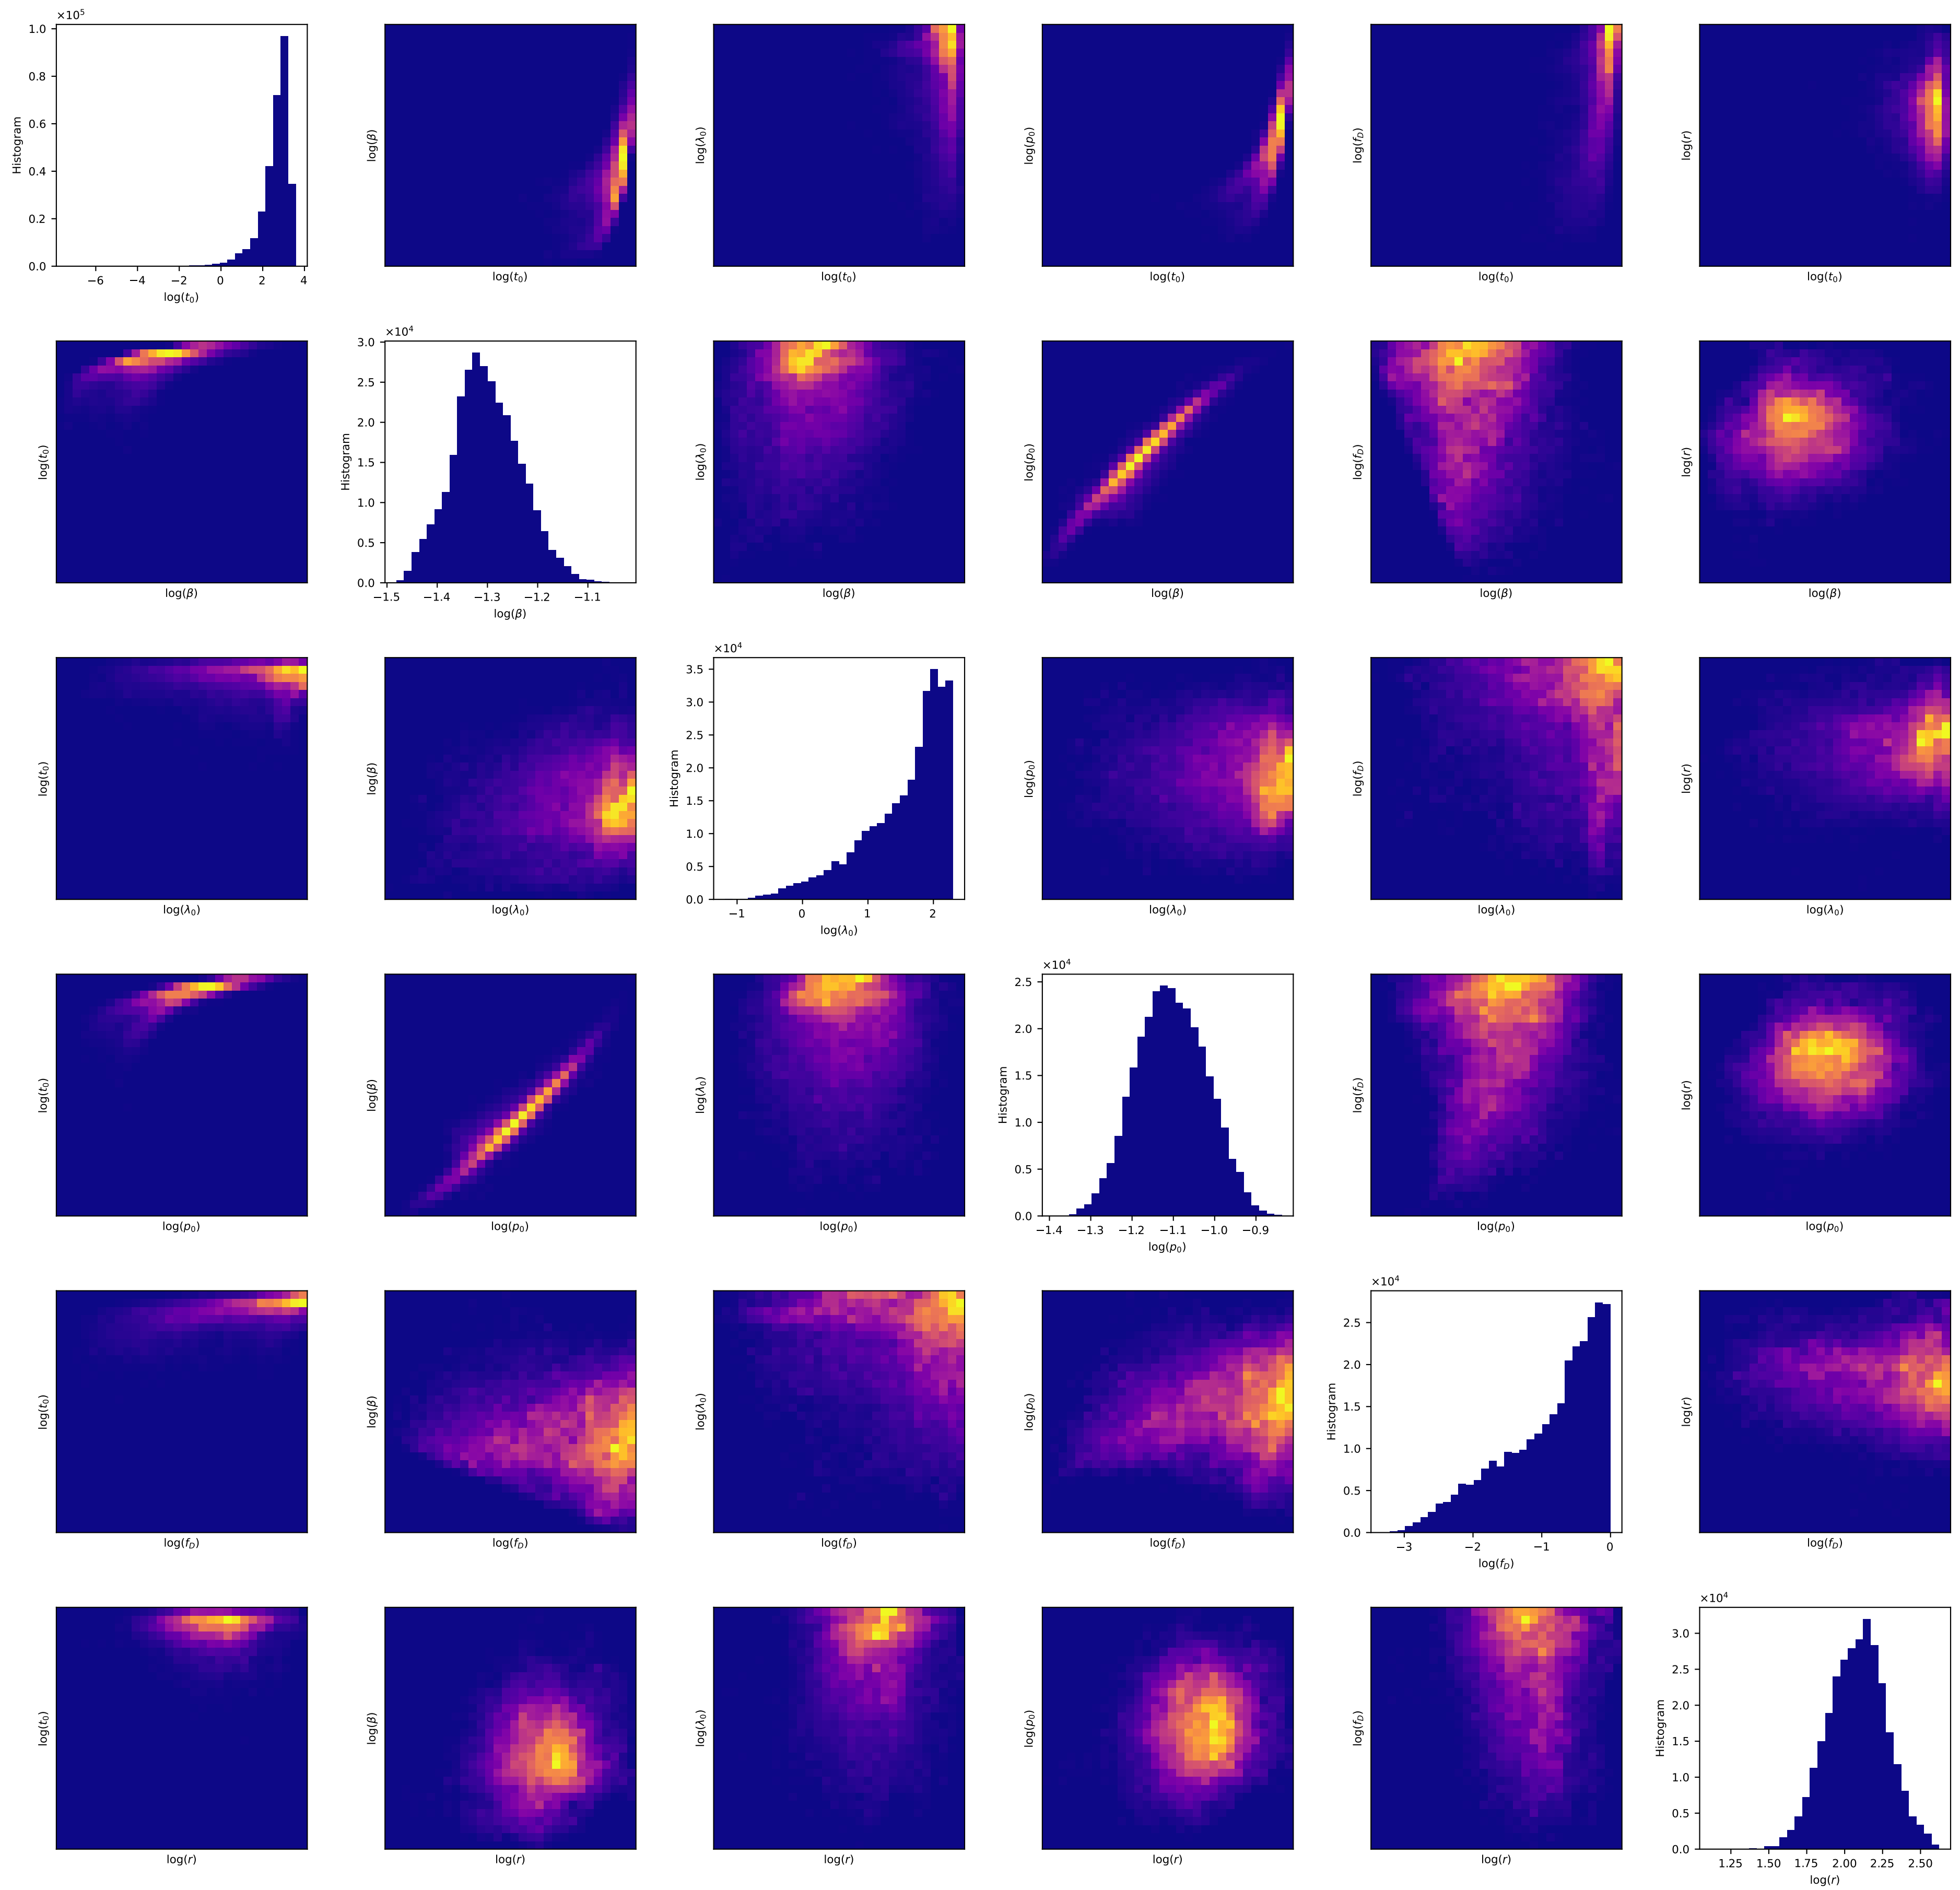 ×10⁵
Histogram
1.0
0.8
0.6
0.4
0.2
0.0
−6 −4 −2 0 2 4
log(t₀)
log(β)
log(t₀)
log(λ₀)
log(t₀)
log(p₀)
log(t₀)
log(f_D)
log(t₀)
log(r)
log(t₀)
log(t₀)
log(β)
×10⁴
Histogram
3.0
2.5
2.0
1.5
1.0
0.5
0.0
−1.5 −1.4 −1.3 −1.2 −1.1
log(β)
log(λ₀)
log(β)
log(p₀)
log(β)
log(f_D)
log(β)
log(r)
log(β)
log(t₀)
log(λ₀)
log(β)
log(λ₀)
×10⁴
Histogram
3.5
3.0
2.5
2.0
1.5
1.0
0.5
0.0
−1 0 1 2
log(λ₀)
log(p₀)
log(λ₀)
log(f_D)
log(λ₀)
log(r)
log(λ₀)
log(t₀)
log(p₀)
log(β)
log(p₀)
log(λ₀)
log(p₀)
×10⁴
Histogram
2.5
2.0
1.5
1.0
0.5
0.0
−1.4 −1.3 −1.2 −1.1 −1.0 −0.9
log(p₀)
log(f_D)
log(p₀)
log(r)
log(p₀)
log(t₀)
log(f_D)
log(β)
log(f_D)
log(λ₀)
log(f_D)
log(p₀)
log(f_D)
×10⁴
Histogram
2.5
2.0
1.5
1.0
0.5
0.0
−3 −2 −1 0
log(f_D)
log(r)
log(f_D)
log(t₀)
log(r)
log(β)
log(r)
log(λ₀)
log(r)
log(p₀)
log(r)
log(f_D)
log(r)
×10⁴
Histogram
3.0
2.5
2.0
1.5
1.0
0.5
0.0
1.25 1.50 1.75 2.00 2.25 2.50
log(r)